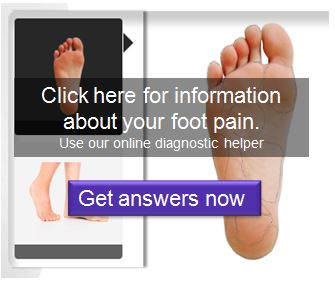 Click here for information
about your foot pain.
Use our online diagnostic helper
Get answers now